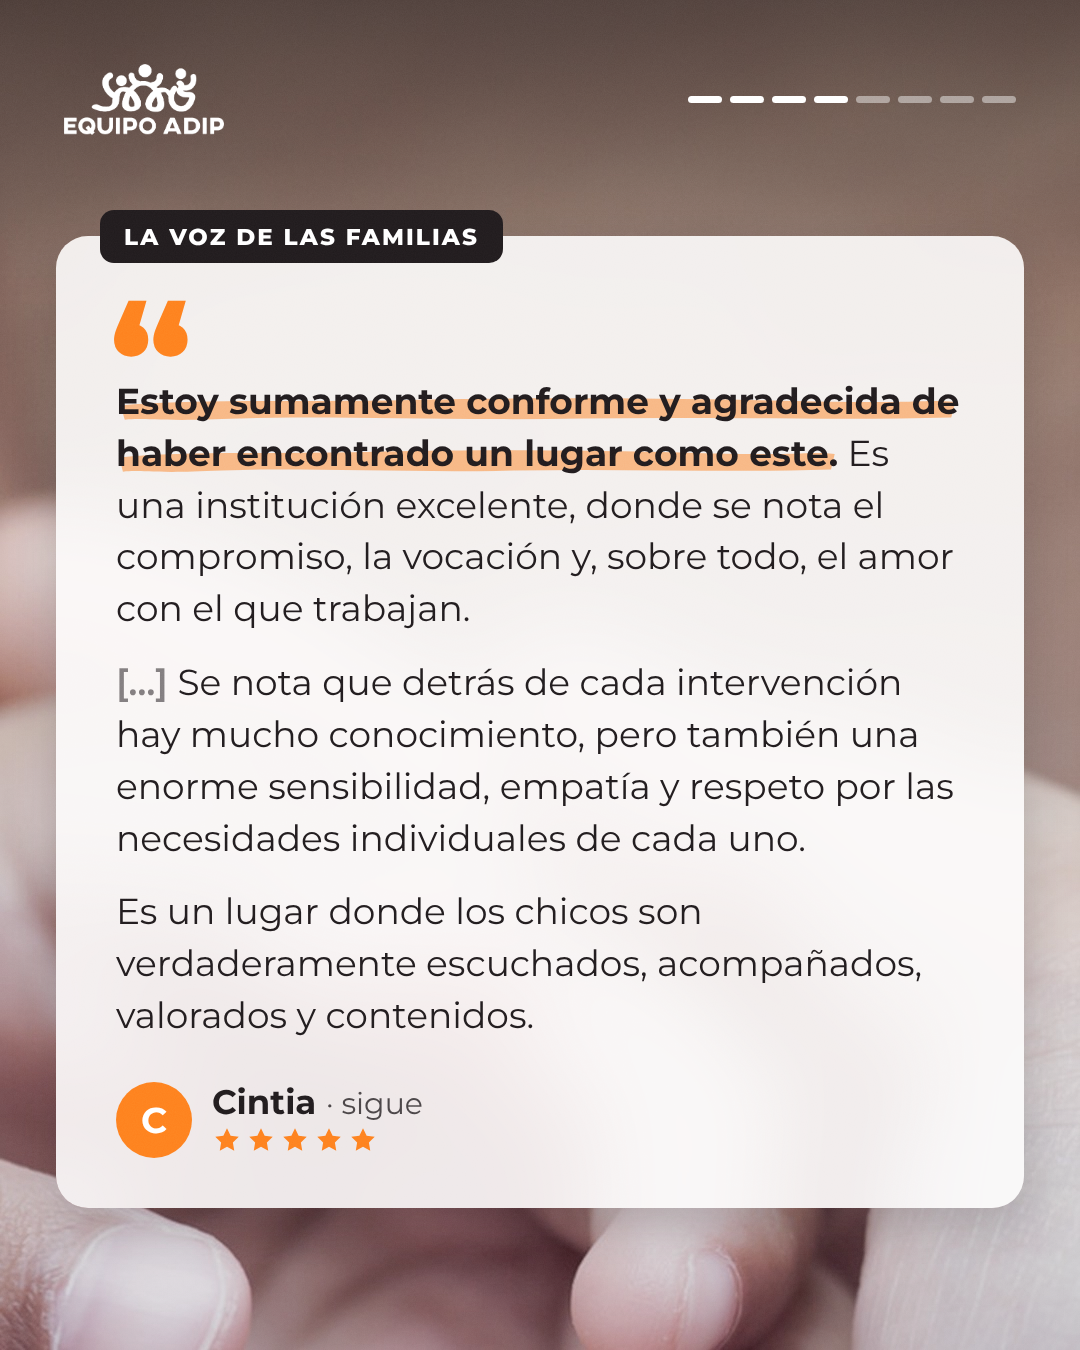 EQUIPO ADIP
LA VOZ DE LAS FAMILIAS
“
Estoy sumamente conforme y agradecida de
haber encontrado un lugar como este. Es
una institución excelente, donde se nota el
compromiso, la vocación y, sobre todo, el amor
con el que trabajan.
[...] Se nota que detrás de cada intervención
hay mucho conocimiento, pero también una
enorme sensibilidad, empatía y respeto por las
necesidades individuales de cada uno.
Es un lugar donde los chicos son
verdaderamente escuchados, acompañados,
valorados y contenidos.
C
Cintia · sigue